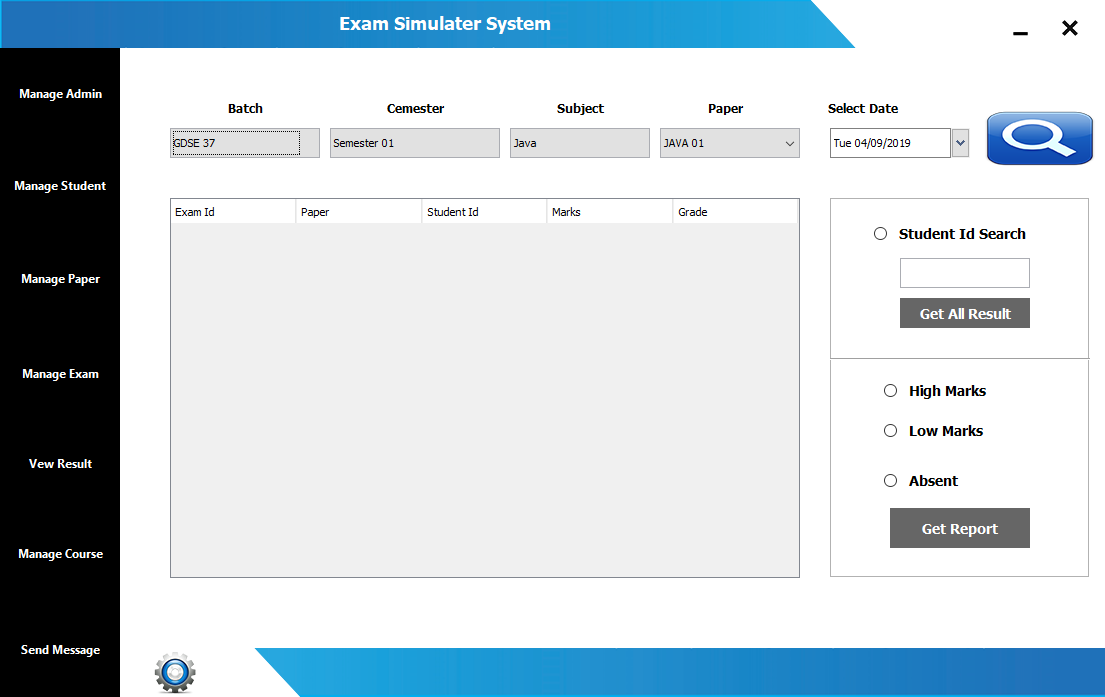 Exam Simulater System
Manage Admin
Manage Student
Manage Paper
Manage Exam
Vew Result
Manage Course
Send Message
Batch Cemester Subject Paper Select Date
GDSE 37 Semester 01 Java JAVA 01 Tue 04/09/2019
Exam Id Paper Student Id Marks Grade
Student Id Search
Get All Result
High Marks
Low Marks
Absent
Get Report